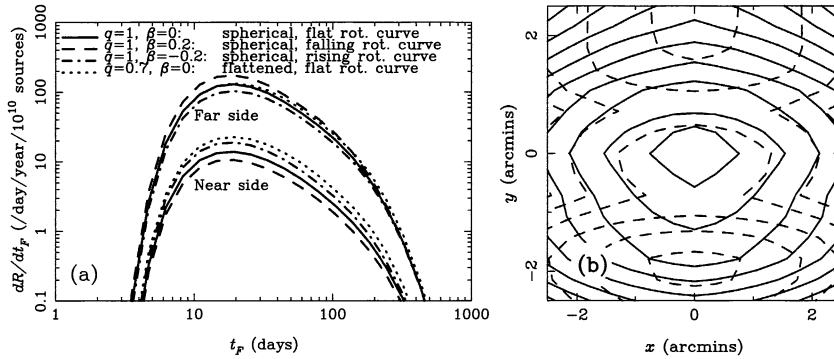 1000
q=1, β=0: spherical, flat rot. curve
q=1, β=0.2: spherical, falling rot. curve
q=1, β=−0.2: spherical, rising rot. curve
q=0.7, β=0: flattened, flat rot. curve
100
Far side
10
Near side
1
0.1
(a)
dR/dt_F (/day/year/10^10 sources)
1 10 100 1000
t_F (days)
2
0
−2
y (arcmins)
(b)
−2 0 2
x (arcmins)